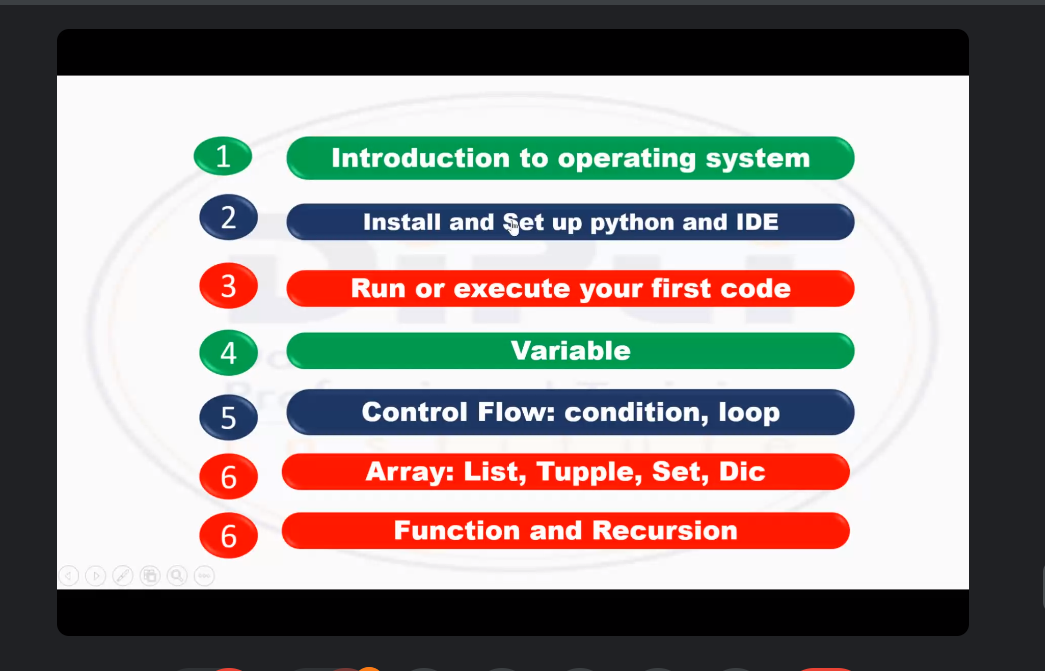 1 Introduction to operating system
2 Install and Set up python and IDE
3 Run or execute your first code
4 Variable
5 Control Flow: condition, loop
6 Array: List, Tupple, Set, Dic
6 Function and Recursion